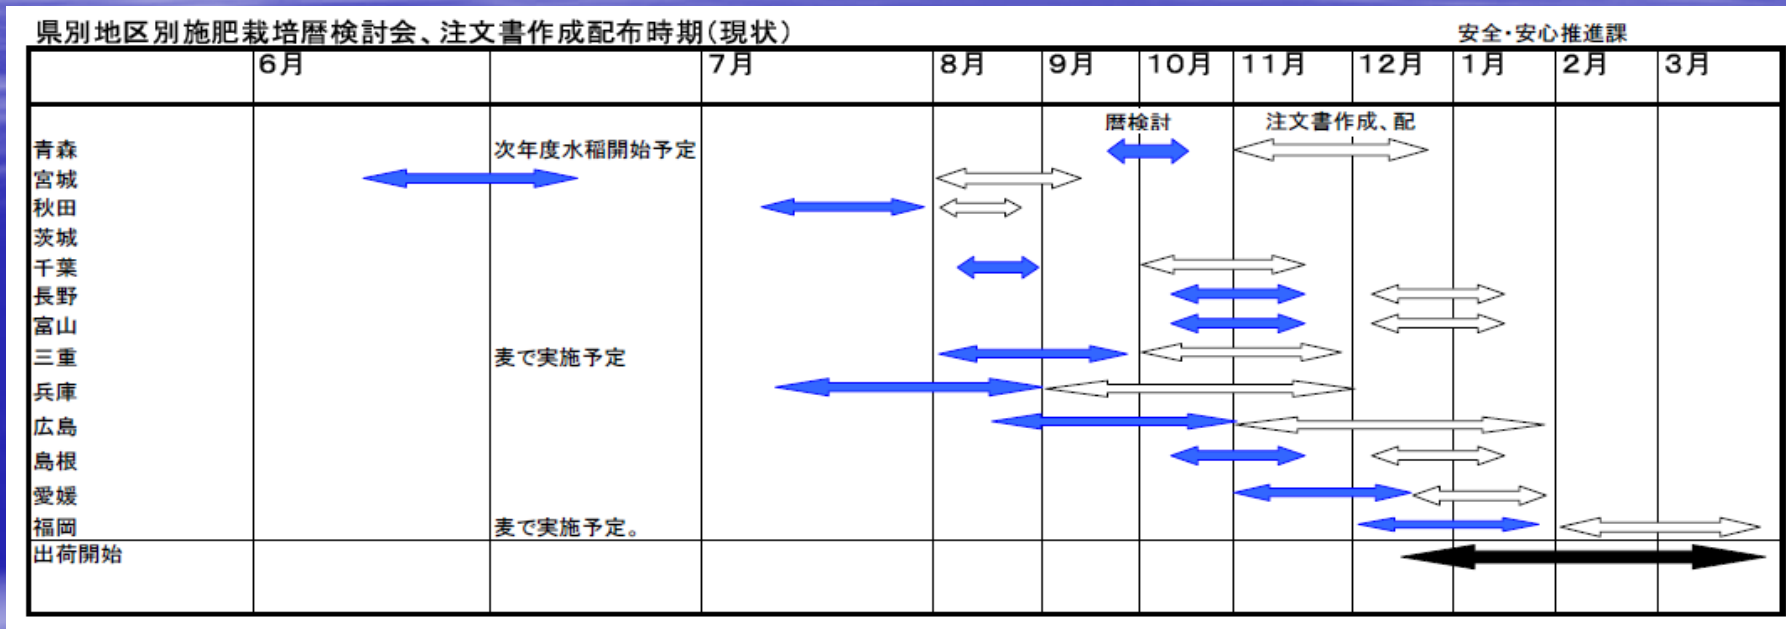 県別地区別施肥栽培暦検討会、注文書作成配布時期(現状)
安全・安心推進課
6月 7月 8月 9月 10月 11月 12月 1月 2月 3月
暦検討 注文書作成、配
青森 次年度水稲開始予定
宮城
秋田
茨城
千葉
長野
富山
三重 麦で実施予定
兵庫
広島
島根
愛媛
福岡 麦で実施予定。
出荷開始